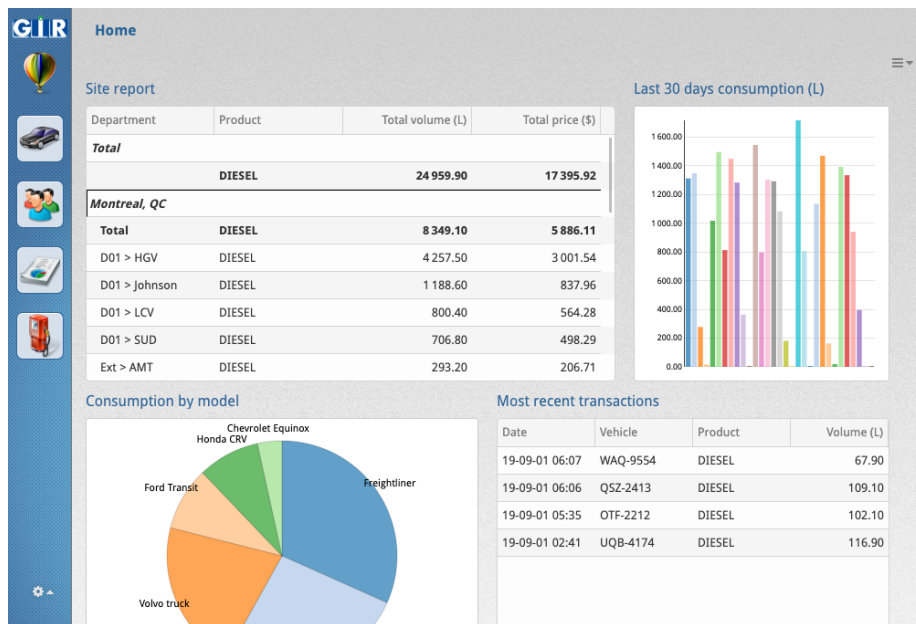 GIR
Home
Site report
Department Product Total volume (L) Total price ($)
Total
DIESEL 24 959.90 17 395.92
Montreal, QC
Total DIESEL 8 349.10 5 886.11
D01 > HGV DIESEL 4 257.50 3 001.54
D01 > Johnson DIESEL 1 188.60 837.96
D01 > LCV DIESEL 800.40 564.28
D01 > SUD DIESEL 706.80 498.29
Ext > AMT DIESEL 293.20 206.71
Last 30 days consumption (L)
1 600.00
1 400.00
1 200.00
1 000.00
800.00
600.00
400.00
200.00
0.00
Consumption by model
Chevrolet Equinox
Honda CRV
Freightliner
Ford Transit
Volvo truck
Most recent transactions
Date Vehicle Product Volume (L)
19-09-01 06:07 WAQ-9554 DIESEL 67.90
19-09-01 06:06 QSZ-2413 DIESEL 109.10
19-09-01 05:35 OTF-2212 DIESEL 102.10
19-09-01 02:41 UQB-4174 DIESEL 116.90